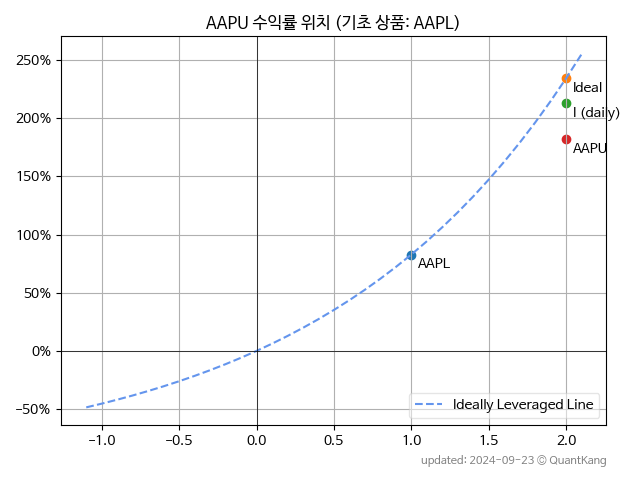 AAPU 수익률 위치 (기초 상품: AAPL)
250%
200%
150%
100%
50%
0%
−50%
Ideal
I (daily)
AAPU
AAPL
Ideally Leveraged Line
−1.0 −0.5 0.0 0.5 1.0 1.5 2.0
updated: 2024-09-23 © QuantKang